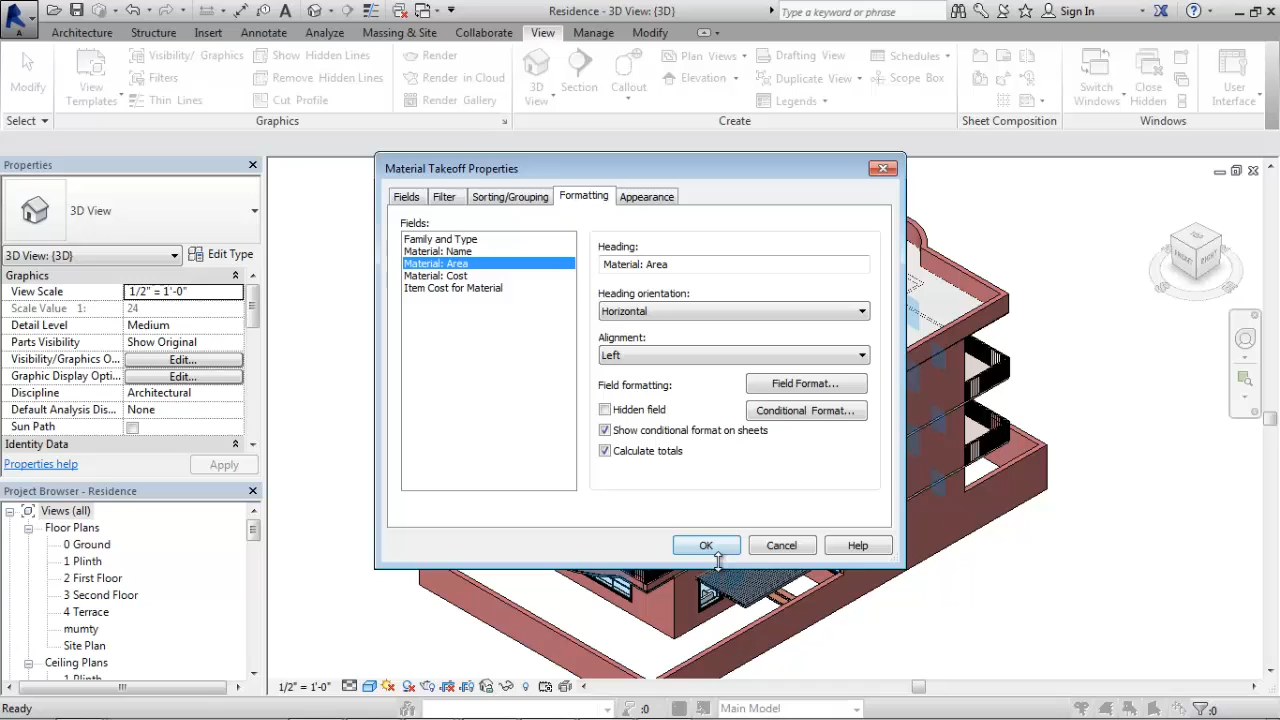 Residence - 3D View: {3D}
Type a keyword or phrase
Sign In
Architecture Structure Insert Annotate Analyze Massing & Site Collaborate View Manage Modify
Modify
View Templates
Visibility/ Graphics
Filters
Thin Lines
Show Hidden Lines
Remove Hidden Lines
Cut Profile
Render
Render in Cloud
Render Gallery
3D View
Section
Callout
Plan Views
Elevation
Drafting View
Duplicate View
Legends
Schedules
Scope Box
Switch Windows
Close Hidden
User Interface
Select
Graphics
Create
Sheet Composition
Windows
Properties
3D View
3D View: {3D}
Edit Type
Graphics
View Scale 1/2" = 1'-0"
Scale Value 1: 24
Detail Level Medium
Parts Visibility Show Original
Visibility/Graphics O... Edit...
Graphic Display Opti... Edit...
Discipline Architectural
Default Analysis Dis... None
Sun Path
Identity Data
Properties help
Apply
Project Browser - Residence
Views (all)
Floor Plans
0 Ground
1 Plinth
2 First Floor
3 Second Floor
4 Terrace
mumty
Site Plan
Ceiling Plans
1 Plinth
Material Takeoff Properties
Fields Filter Sorting/Grouping Formatting Appearance
Fields:
Family and Type
Material: Name
Material: Area
Material: Cost
Item Cost for Material
Heading:
Material: Area
Heading orientation:
Horizontal
Alignment:
Left
Field formatting:
Field Format...
Hidden field
Conditional Format...
Show conditional format on sheets
Calculate totals
OK
Cancel
Help
FRONT
RIGHT
1/2" = 1'-0"
Ready
:0
Main Model
:0